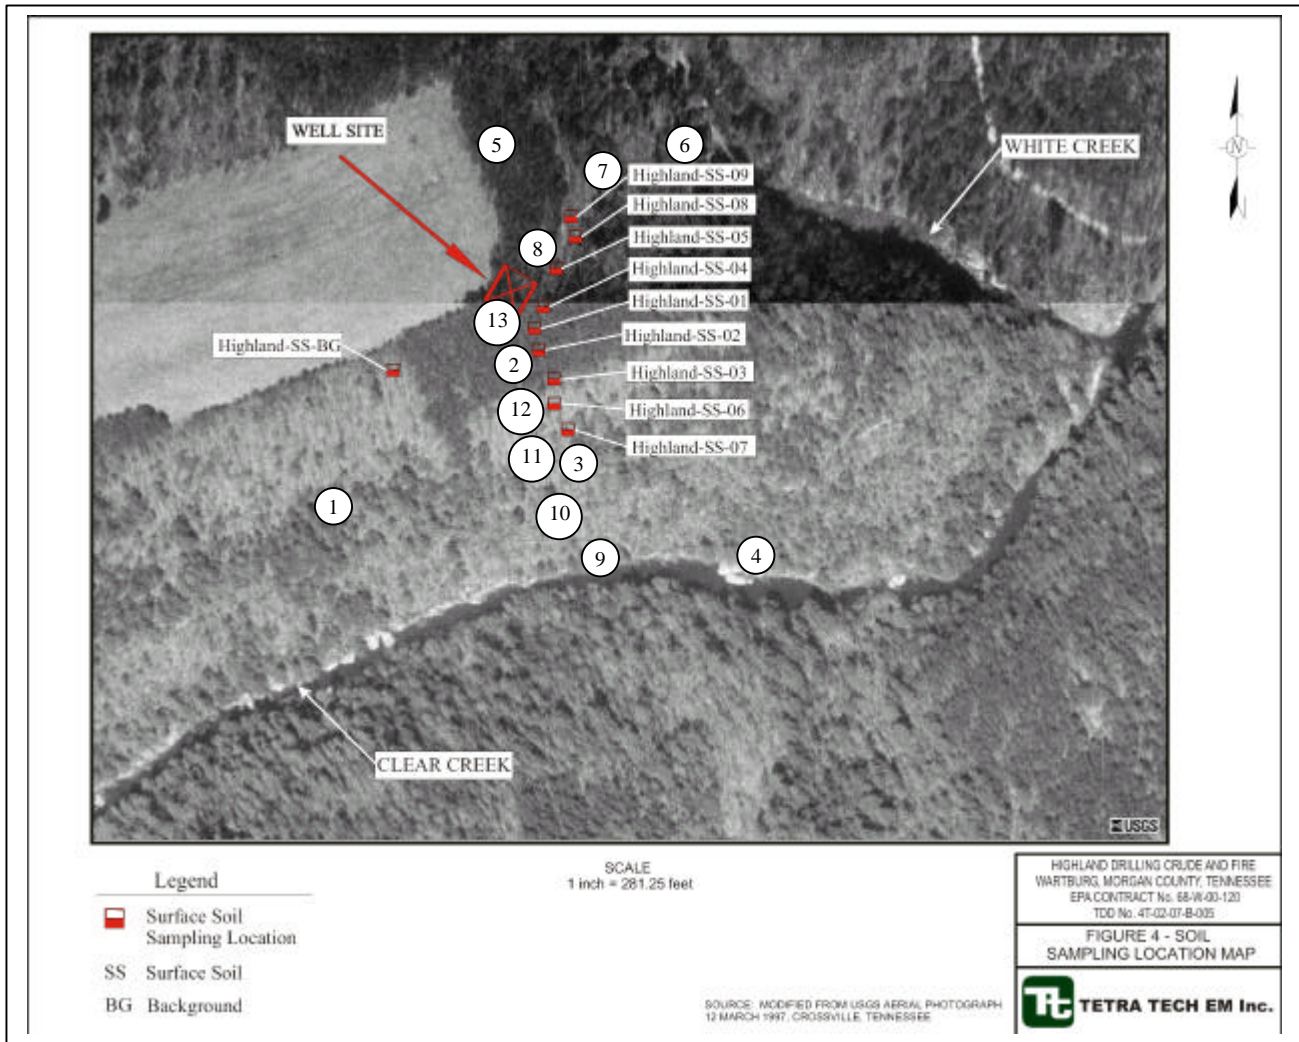 WELL SITE
5
6
WHITE CREEK
N
7
Highland-SS-09
Highland-SS-08
8
Highland-SS-05
Highland-SS-04
Highland-SS-01
13
Highland-SS-02
Highland-SS-BG
2
Highland-SS-03
12
Highland-SS-06
Highland-SS-07
11
3
1
10
9
4
CLEAR CREEK
USGS
Legend
Surface Soil
Sampling Location
SS Surface Soil
BG Background
SCALE
1 inch = 281.25 feet
SOURCE: MODIFIED FROM USGS AERIAL PHOTOGRAPH
12 MARCH 1997, CROSSVILLE, TENNESSEE
HIGHLAND DRILLING CRUDE AND FIRE
WARTBURG, MORGAN COUNTY, TENNESSEE
EPA CONTRACT No. 68-W-00-120
TDD No. 4T-02-07-B-005
FIGURE 4 - SOIL
SAMPLING LOCATION MAP
TETRA TECH EM Inc.